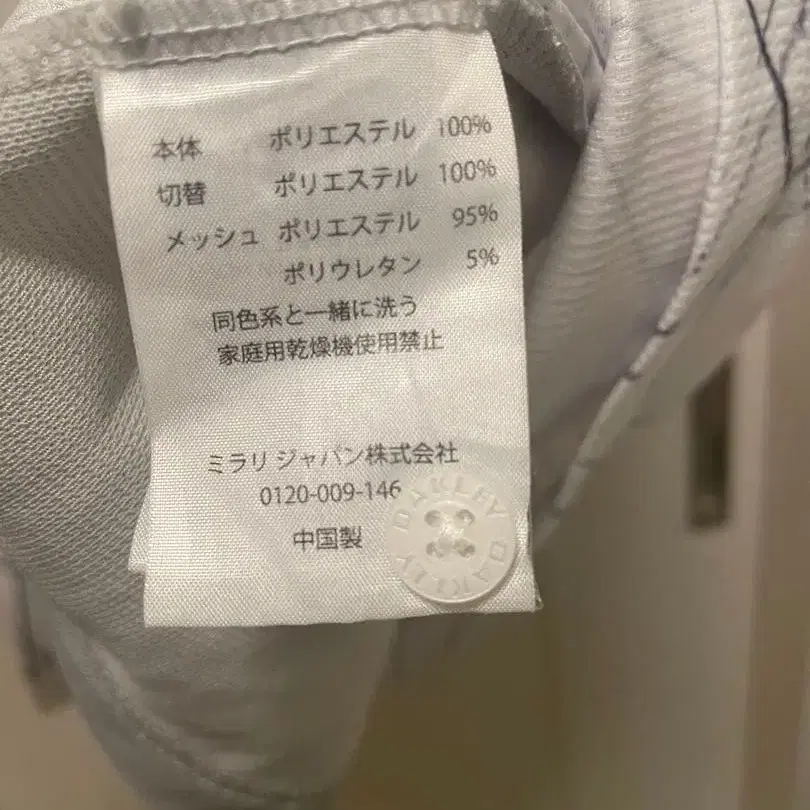 本体 ポリエステル 100%
切替 ポリエステル 100%
メッシュ ポリエステル 95%
ポリウレタン 5%
同色系と一緒に洗う
家庭用乾燥機使用禁止
ミラリ ジャパン株式会社
0120-009-146
中国製
OAKLEY OAKLEY